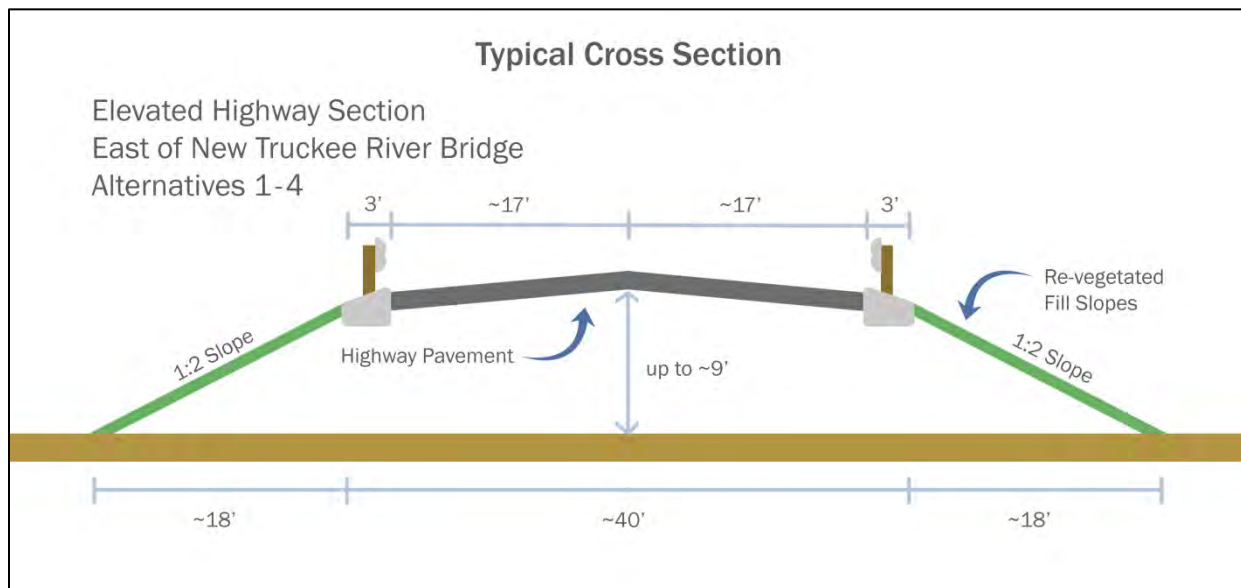 Typical Cross Section
Elevated Highway Section
East of New Truckee River Bridge
Alternatives 1-4
3’
~17’
~17’
3’
Re-vegetated
Fill Slopes
1:2 Slope
Highway Pavement
up to ~9’
1:2 Slope
~18’
~40’
~18’